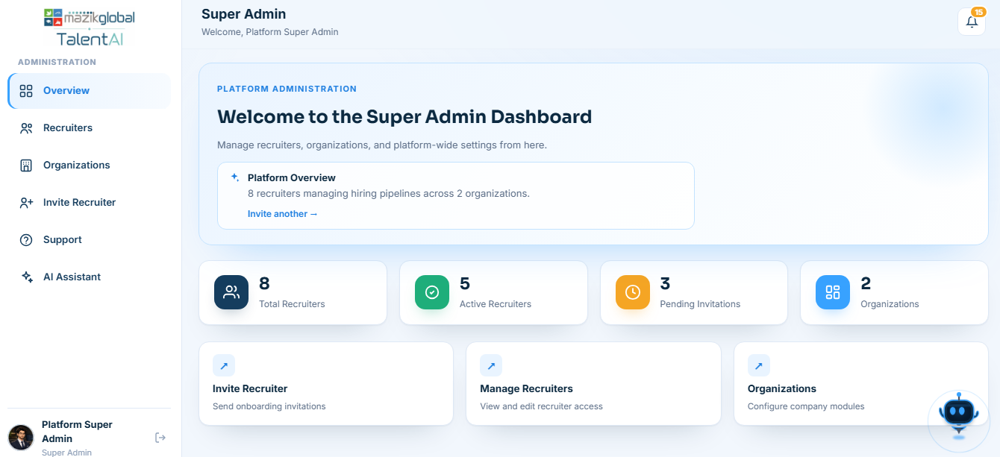 mazikglobal
TalentAI
ADMINISTRATION
Overview
Recruiters
Organizations
Invite Recruiter
Support
AI Assistant
Platform Super
Admin
Super Admin
Super Admin
Welcome, Platform Super Admin
15
PLATFORM ADMINISTRATION
Welcome to the Super Admin Dashboard
Manage recruiters, organizations, and platform-wide settings from here.
Platform Overview
8 recruiters managing hiring pipelines across 2 organizations.
Invite another →
8
Total Recruiters
5
Active Recruiters
3
Pending Invitations
2
Organizations
Invite Recruiter
Send onboarding invitations
Manage Recruiters
View and edit recruiter access
Organizations
Configure company modules